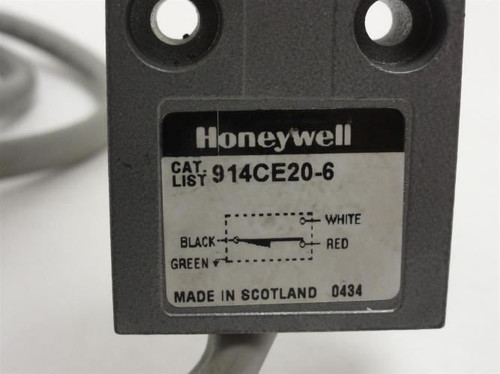 Honeywell
CAT. LIST 914CE20-6
WHITE
BLACK RED
GREEN
MADE IN SCOTLAND 0434